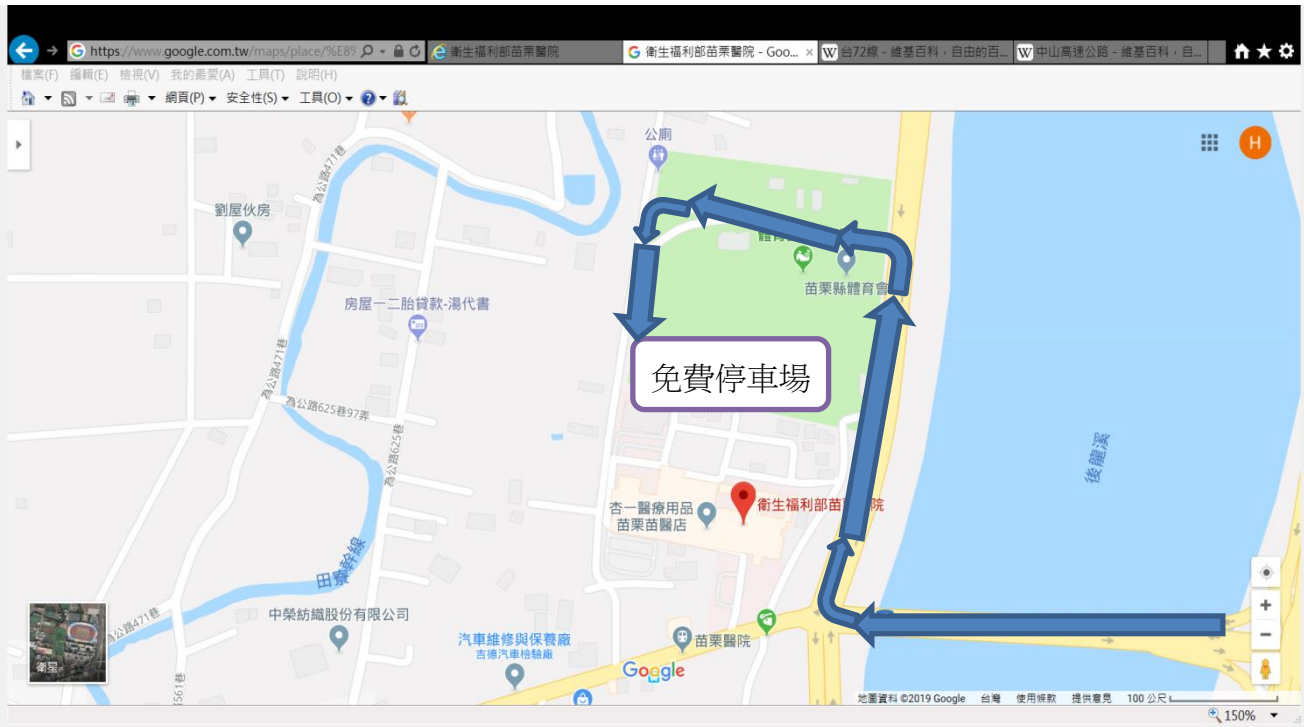 https://www.google.com.tw/maps/place/%E89
衛生福利部苗栗醫院
衛生福利部苗栗醫院 - Goo...
台72線 - 維基百科，自由的百...
中山高速公路 - 維基百科，自...
檔案(F) 編輯(E) 檢視(V) 我的最愛(A) 工具(T) 說明(H)
網頁(P) 安全性(S) 工具(O)
公廁
H
為公路471巷
劉屋伙房
苗栗縣體育會
房屋一二胎貸款-湯代書
為公路471巷
免費停車場
為公路625巷97弄
為公路625巷
後龍溪
杏一醫療用品
苗栗苗醫店
衛生福利部苗
院
田寮幹線
中榮紡織股份有限公司
為公路471巷
汽車維修與保養廠
吉德汽車檢驗廠
苗栗醫院
衛星
561巷
Google
地圖資料 ©2019 Google 台灣 使用條款 提供意見 100 公尺
150%